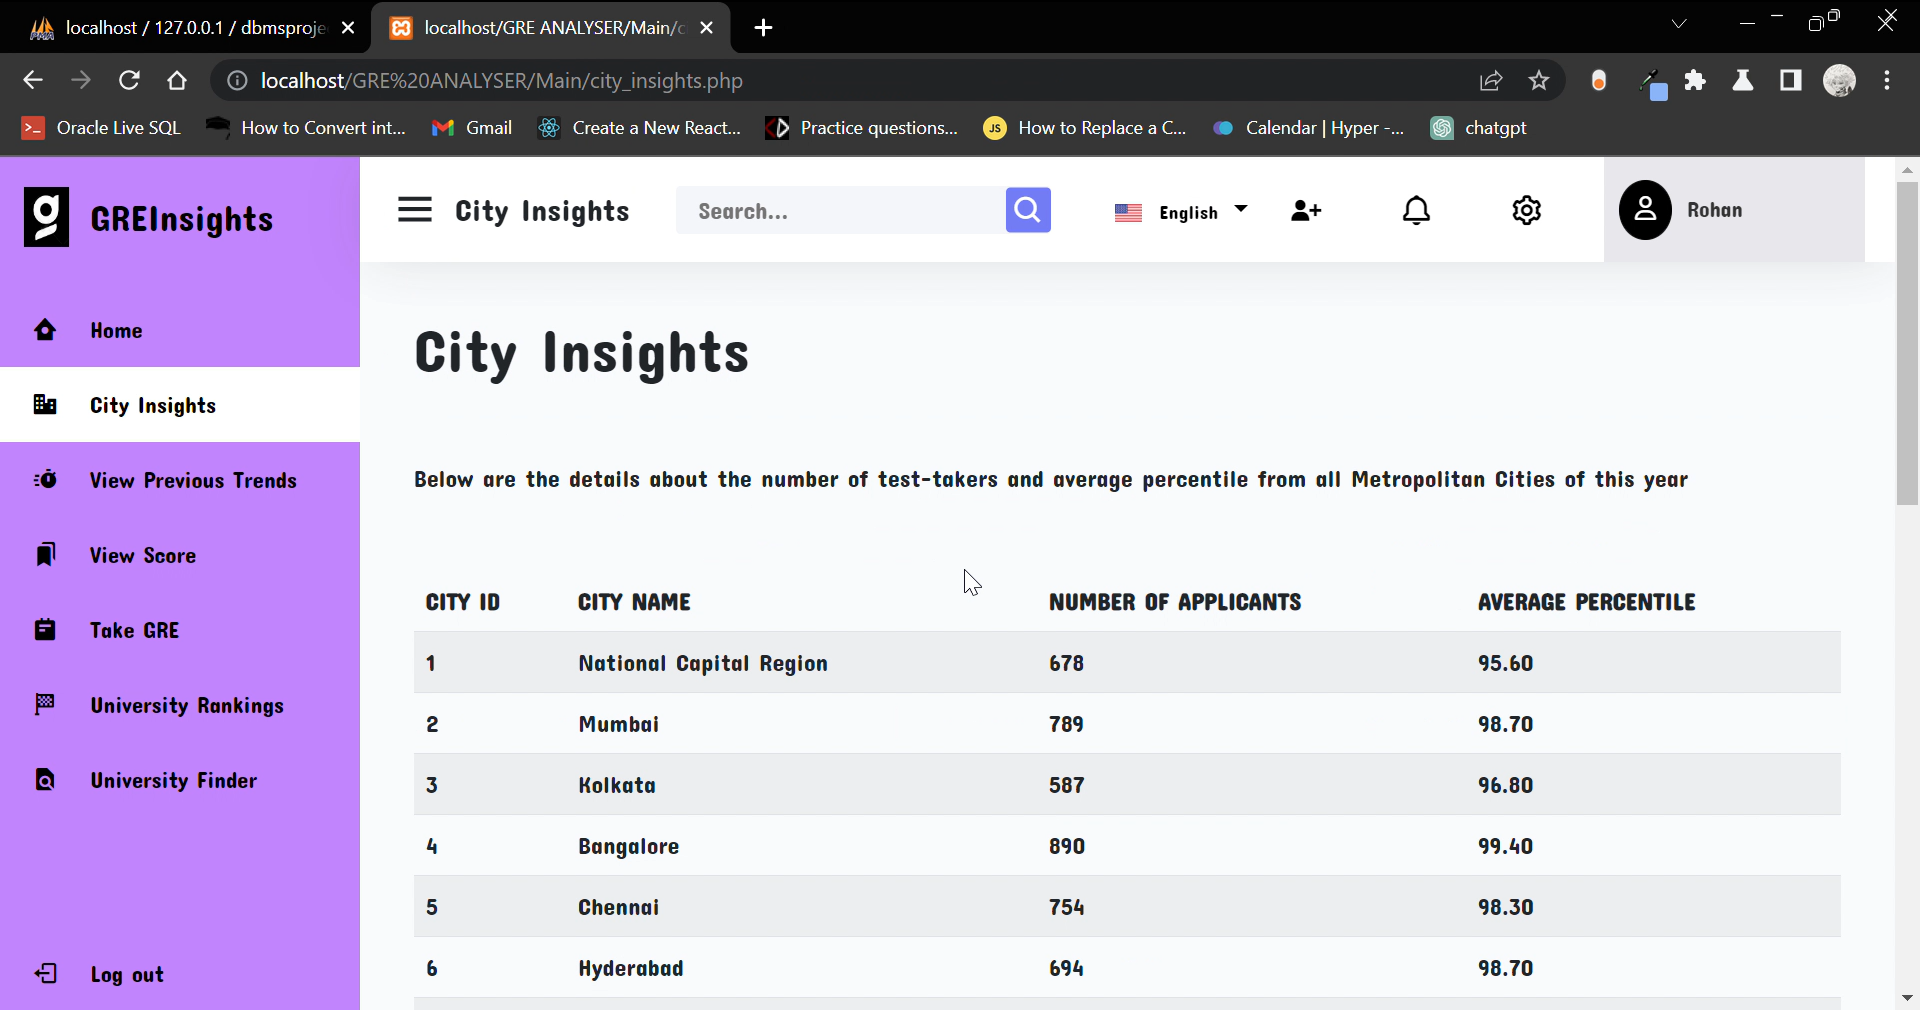 localhost / 127.0.0.1 / dbmsproje
localhost/GRE ANALYSER/Main/c
localhost/GRE%20ANALYSER/Main/city_insights.php
Oracle Live SQL
How to Convert int...
Gmail
Create a New React...
Practice questions...
JS
How to Replace a C...
Calendar | Hyper -...
chatgpt
g
GREInsights
City Insights
Search...
English
Rohan
Home
City Insights
View Previous Trends
View Score
Take GRE
University Rankings
University Finder
Log out
City Insights
Below are the details about the number of test-takers and average percentile from all Metropolitan Cities of this year
CITY ID CITY NAME NUMBER OF APPLICANTS AVERAGE PERCENTILE
1 National Capital Region 678 95.60
2 Mumbai 789 98.70
3 Kolkata 587 96.80
4 Bangalore 890 99.40
5 Chennai 754 98.30
6 Hyderabad 694 98.70